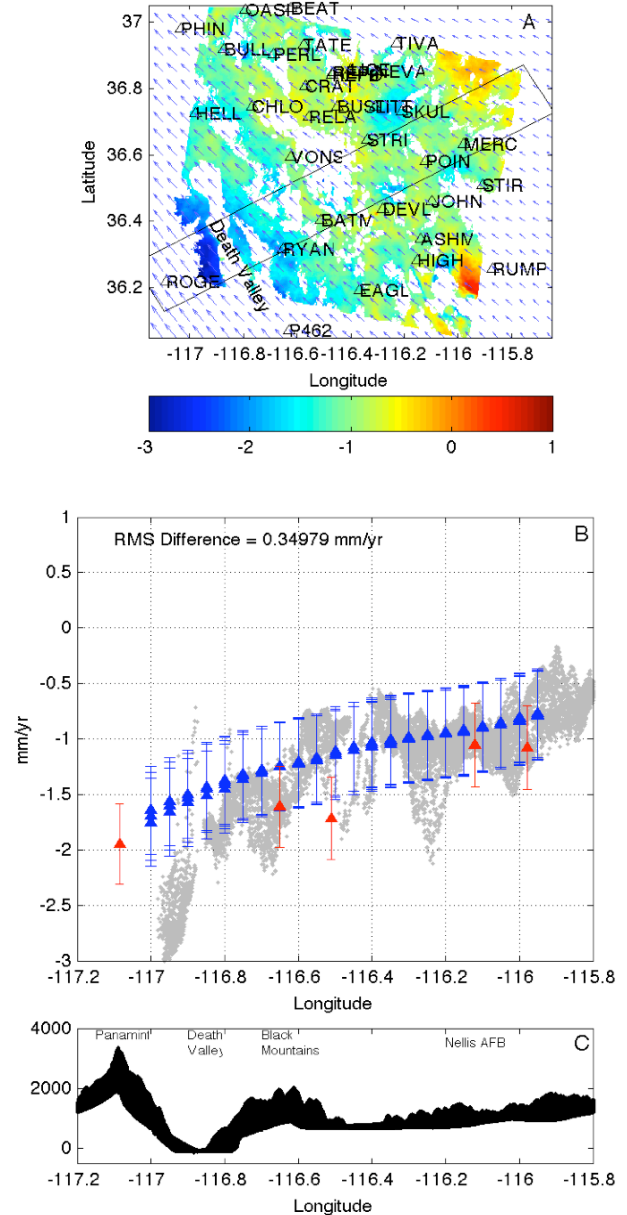 A
37
36.8
36.6
36.4
36.2
Latitude
OASI
BEAT
PHIN
BULL
PERL
TATE
TIVA
CRAT
CHLO
BUST
SKUL
HELL
RELA
STRI
MERC
VONS
POIN
STIR
JOHN
DEVL
BATM
ASHM
RYAN
HIGH
RUMP
ROGE
EAGL
P462
Death Valley
-117 -116.8 -116.6 -116.4 -116.2 -116 -115.8
Longitude
-3 -2 -1 0 1
B
RMS Difference = 0.34979 mm/yr
1
0.5
0
-0.5
-1
-1.5
-2
-2.5
-3
mm/yr
-117.2 -117 -116.8 -116.6 -116.4 -116.2 -116 -115.8
Longitude
C
4000
2000
0
Panamint
Death
Valley
Black
Mountains
Nellis AFB
-117.2 -117 -116.8 -116.6 -116.4 -116.2 -116 -115.8
Longitude